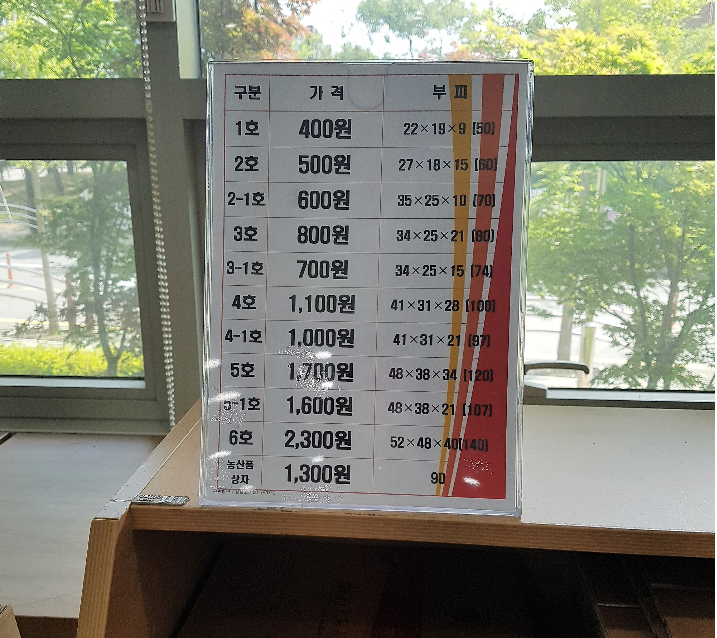 구분 가격 부피
1호 400원 22×19×9 (50)
2호 500원 27×18×15 (60)
2-1호 600원 35×25×10 (70)
3호 800원 34×25×21 (80)
3-1호 700원 34×25×15 (74)
4호 1,100원 41×31×28 (100)
4-1호 1,000원 41×31×21 (97)
5호 1,700원 48×38×34 (120)
5-1호 1,600원 48×38×21 (107)
6호 2,300원 52×48×40(140)
농산품
상자 1,300원 90